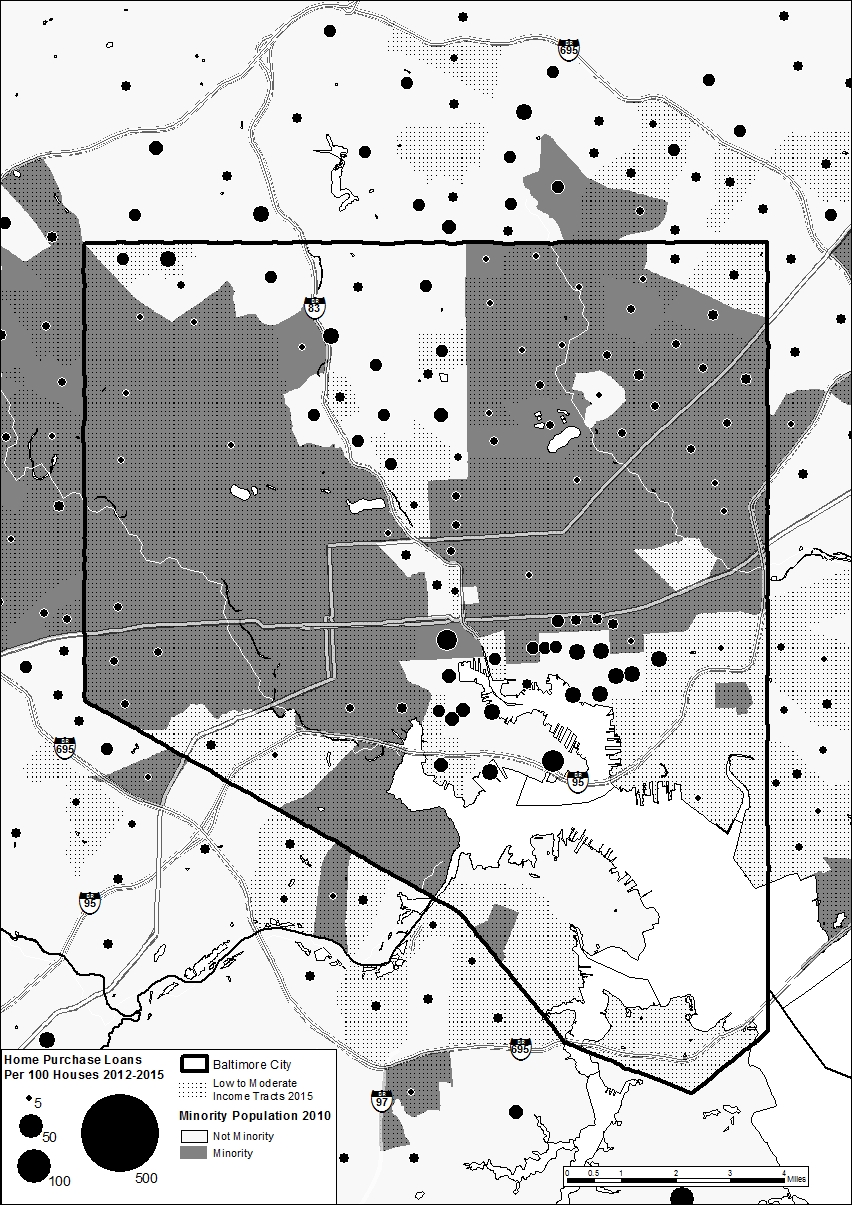 695
83
695
95
95
695
97
Home Purchase Loans
Per 100 Houses 2012-2015
5
50
100
500
Baltimore City
Low to Moderate
Income Tracts 2015
Minority Population 2010
Not Minority
Minority
0 0.5 1 2 3 4
Miles